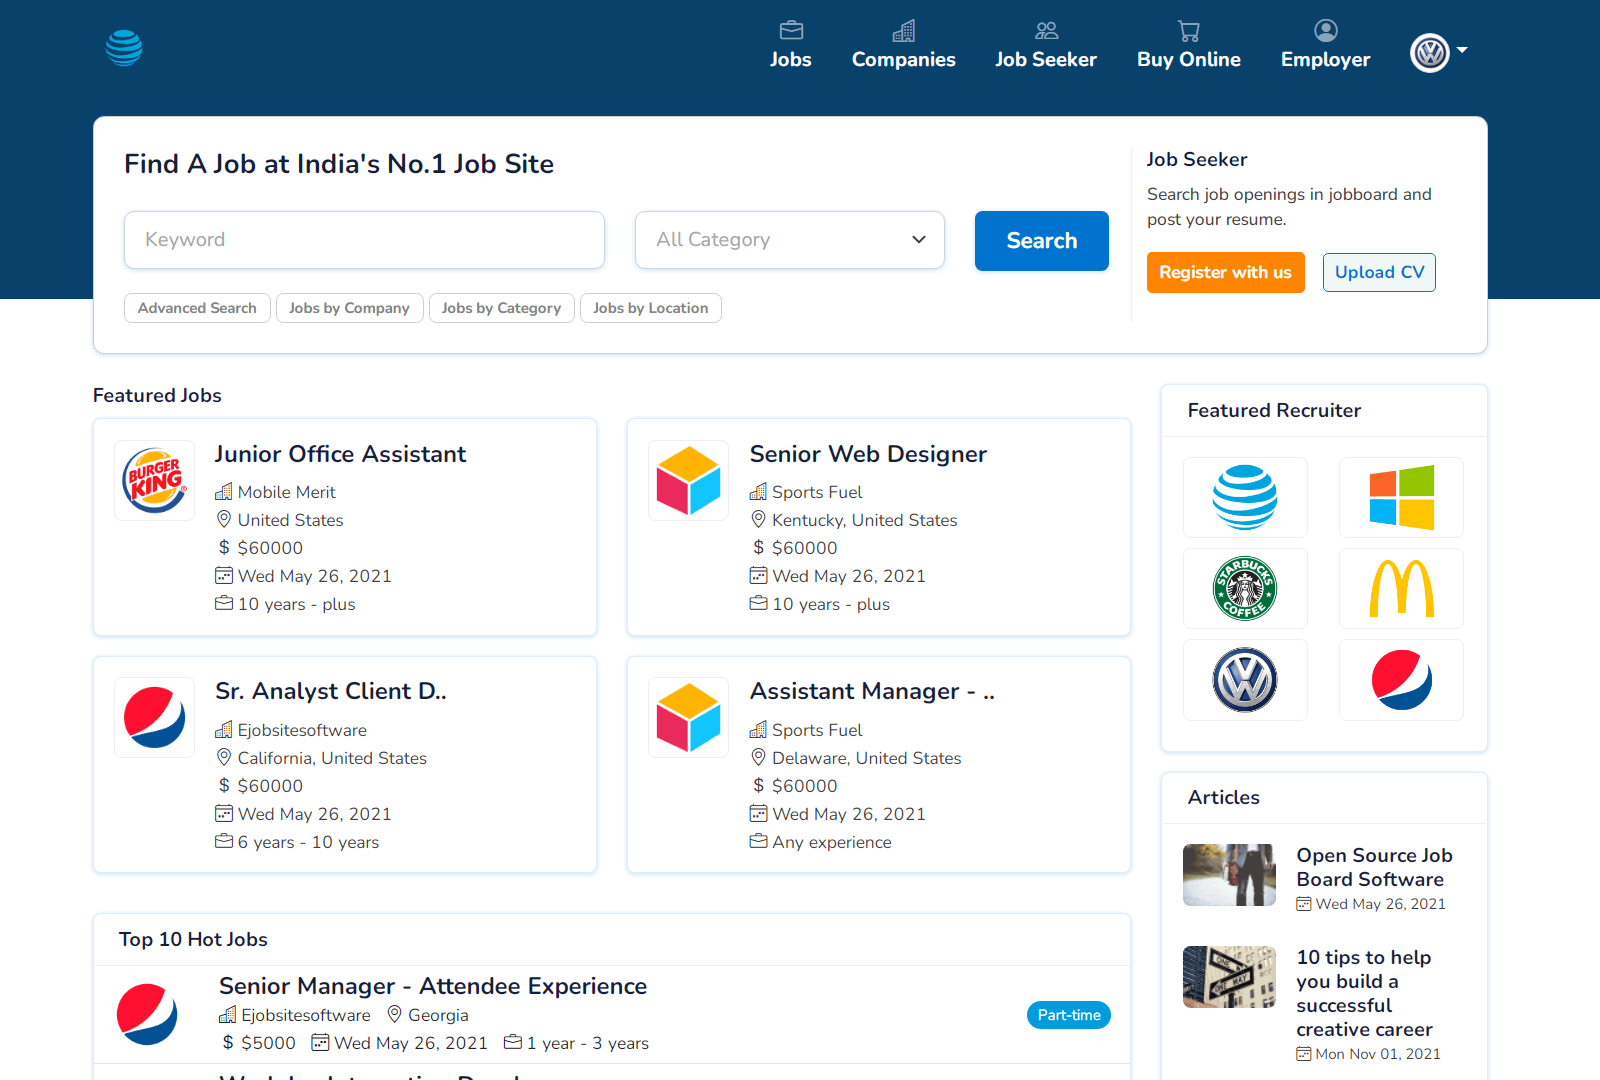 Jobs
Companies
Job Seeker
Buy Online
Employer
Find A Job at India's No.1 Job Site
Keyword
All Category
Search
Advanced Search
Jobs by Company
Jobs by Category
Jobs by Location
Job Seeker
Search job openings in jobboard and
post your resume.
Register with us
Upload CV
Featured Jobs
BURGER
KING
Junior Office Assistant
Mobile Merit
United States
$ $60000
Wed May 26, 2021
10 years - plus
Senior Web Designer
Sports Fuel
Kentucky, United States
$ $60000
Wed May 26, 2021
10 years - plus
Sr. Analyst Client D..
Ejobsitesoftware
California, United States
$ $60000
Wed May 26, 2021
6 years - 10 years
Assistant Manager - ..
Sports Fuel
Delaware, United States
$ $60000
Wed May 26, 2021
Any experience
Top 10 Hot Jobs
Senior Manager - Attendee Experience
Ejobsitesoftware Georgia
$ $5000 Wed May 26, 2021 1 year - 3 years
Part-time
Featured Recruiter
STARBUCKS
COFFEE
Articles
Open Source Job
Board Software
Wed May 26, 2021
ONE WAY
10 tips to help
you build a
successful
creative career
Mon Nov 01, 2021